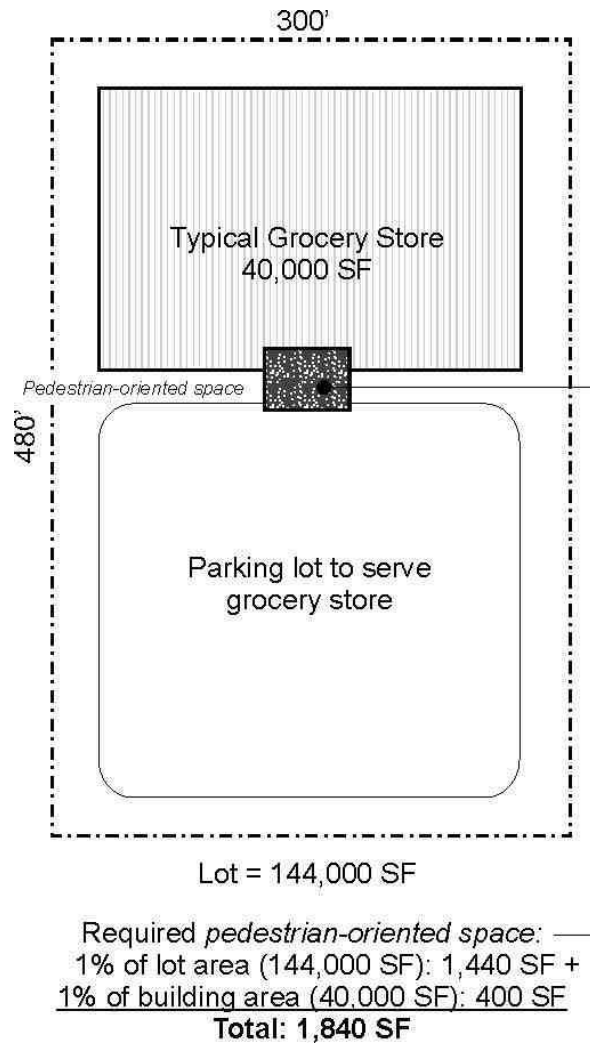 300'
Typical Grocery Store
40,000 SF
Pedestrian-oriented space
480'
Parking lot to serve
grocery store
Lot = 144,000 SF
Required pedestrian-oriented space:
1% of lot area (144,000 SF): 1,440 SF +
1% of building area (40,000 SF): 400 SF
Total: 1,840 SF